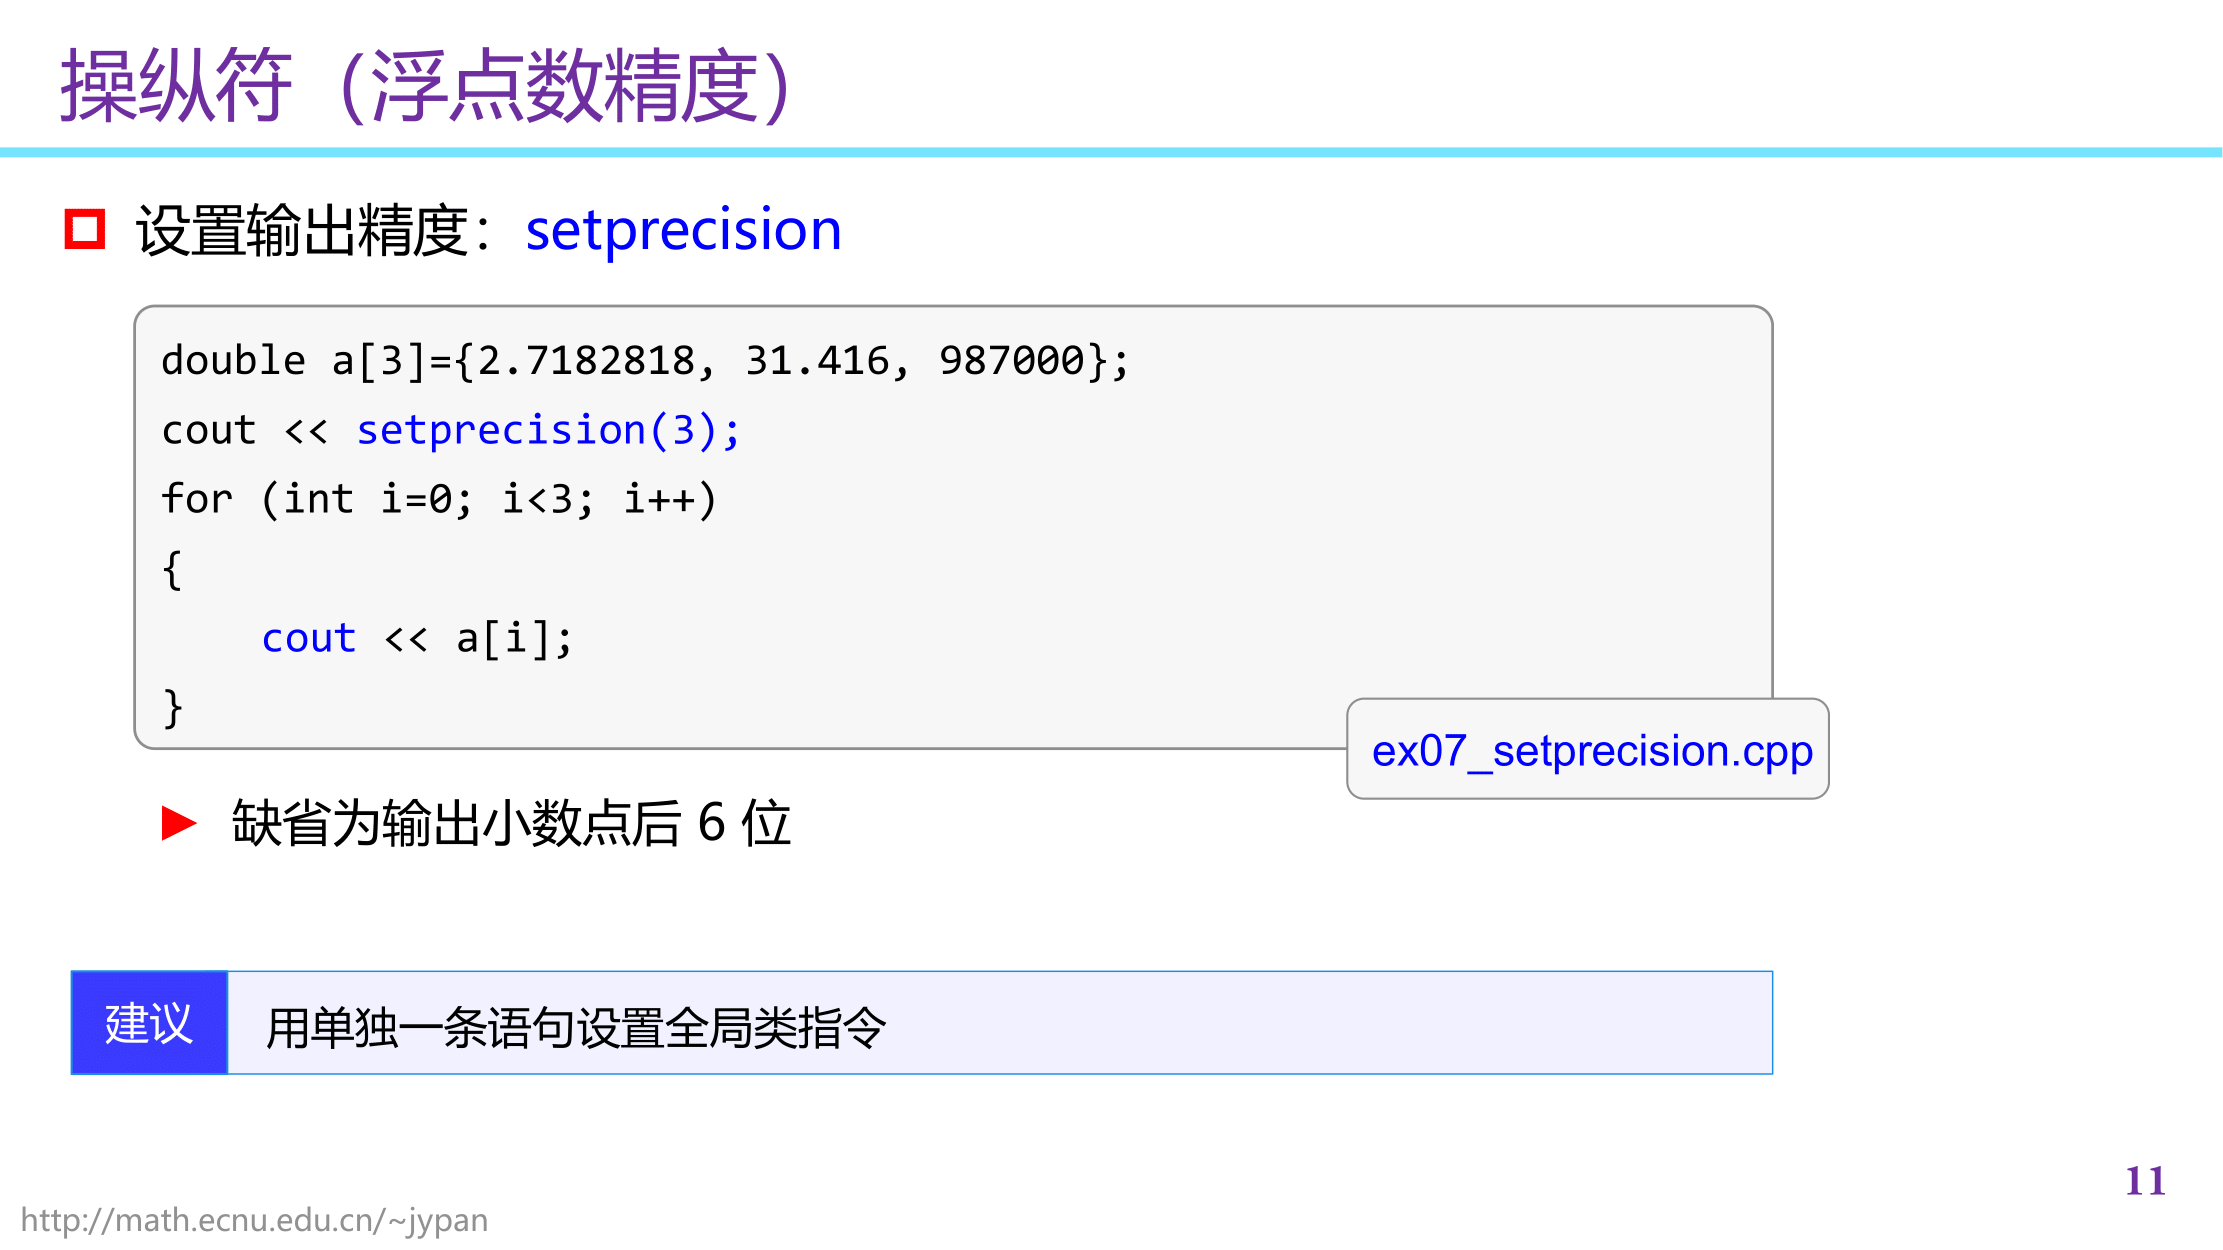 操纵符（浮点数精度）
设置输出精度：setprecision
double a[3]={2.7182818, 31.416, 987000};
cout << setprecision(3);
for (int i=0; i<3; i++)
{
    cout << a[i];
}
ex07_setprecision.cpp
缺省为输出小数点后 6 位
建议 用单独一条语句设置全局类指令
11
http://math.ecnu.edu.cn/~jypan